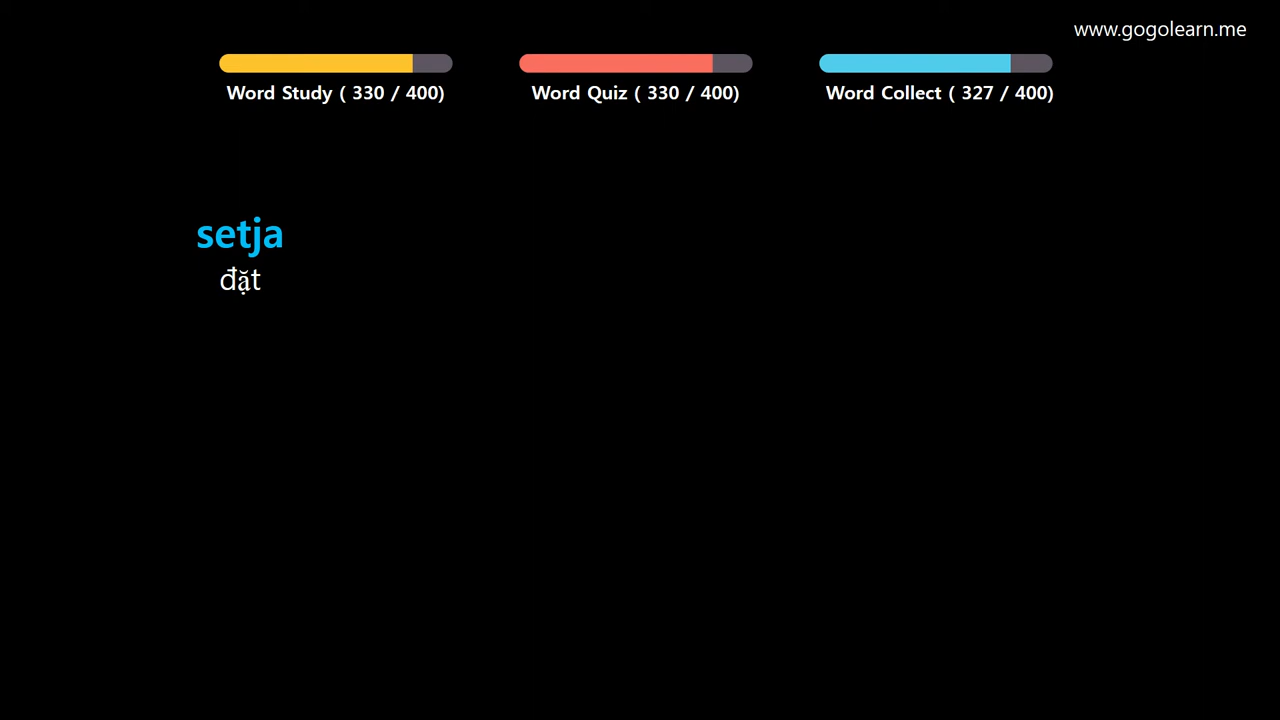 www.gogolearn.me
Word Study ( 330 / 400)
Word Quiz ( 330 / 400)
Word Collect ( 327 / 400)
setja
đặt